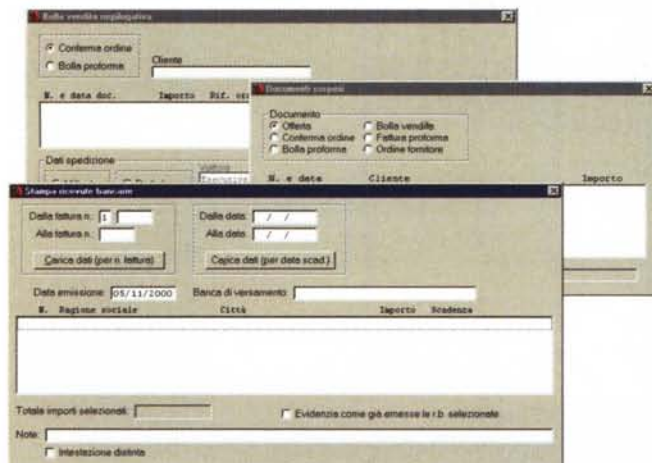 Bolla vendita riepilogativa
Conferma ordine
Bolla proforma
Cliente
N. e data doc. Importo Rif.
Dati spedizione
Documenti sospesi
Documento
Offerta Bolla vendita
Conferma ordine Fattura proforma
Bolla proforma Ordine fornitore
N. e data Cliente Importo
Stampa ricevute bancarie
Dalla fattura n.: 1
Alla fattura n.:
Carica dati (per n. fattura)
Dalla data: / /
Alla data: / /
Carica dati (per data scad.)
Data emissione: 05/11/2000 Banca di versamento:
N. Ragione sociale Città Importo Scadenza
Totale importi selezionati: Evidenzia come già emesse le r.b. selezionate
Note:
Intestazione distinta